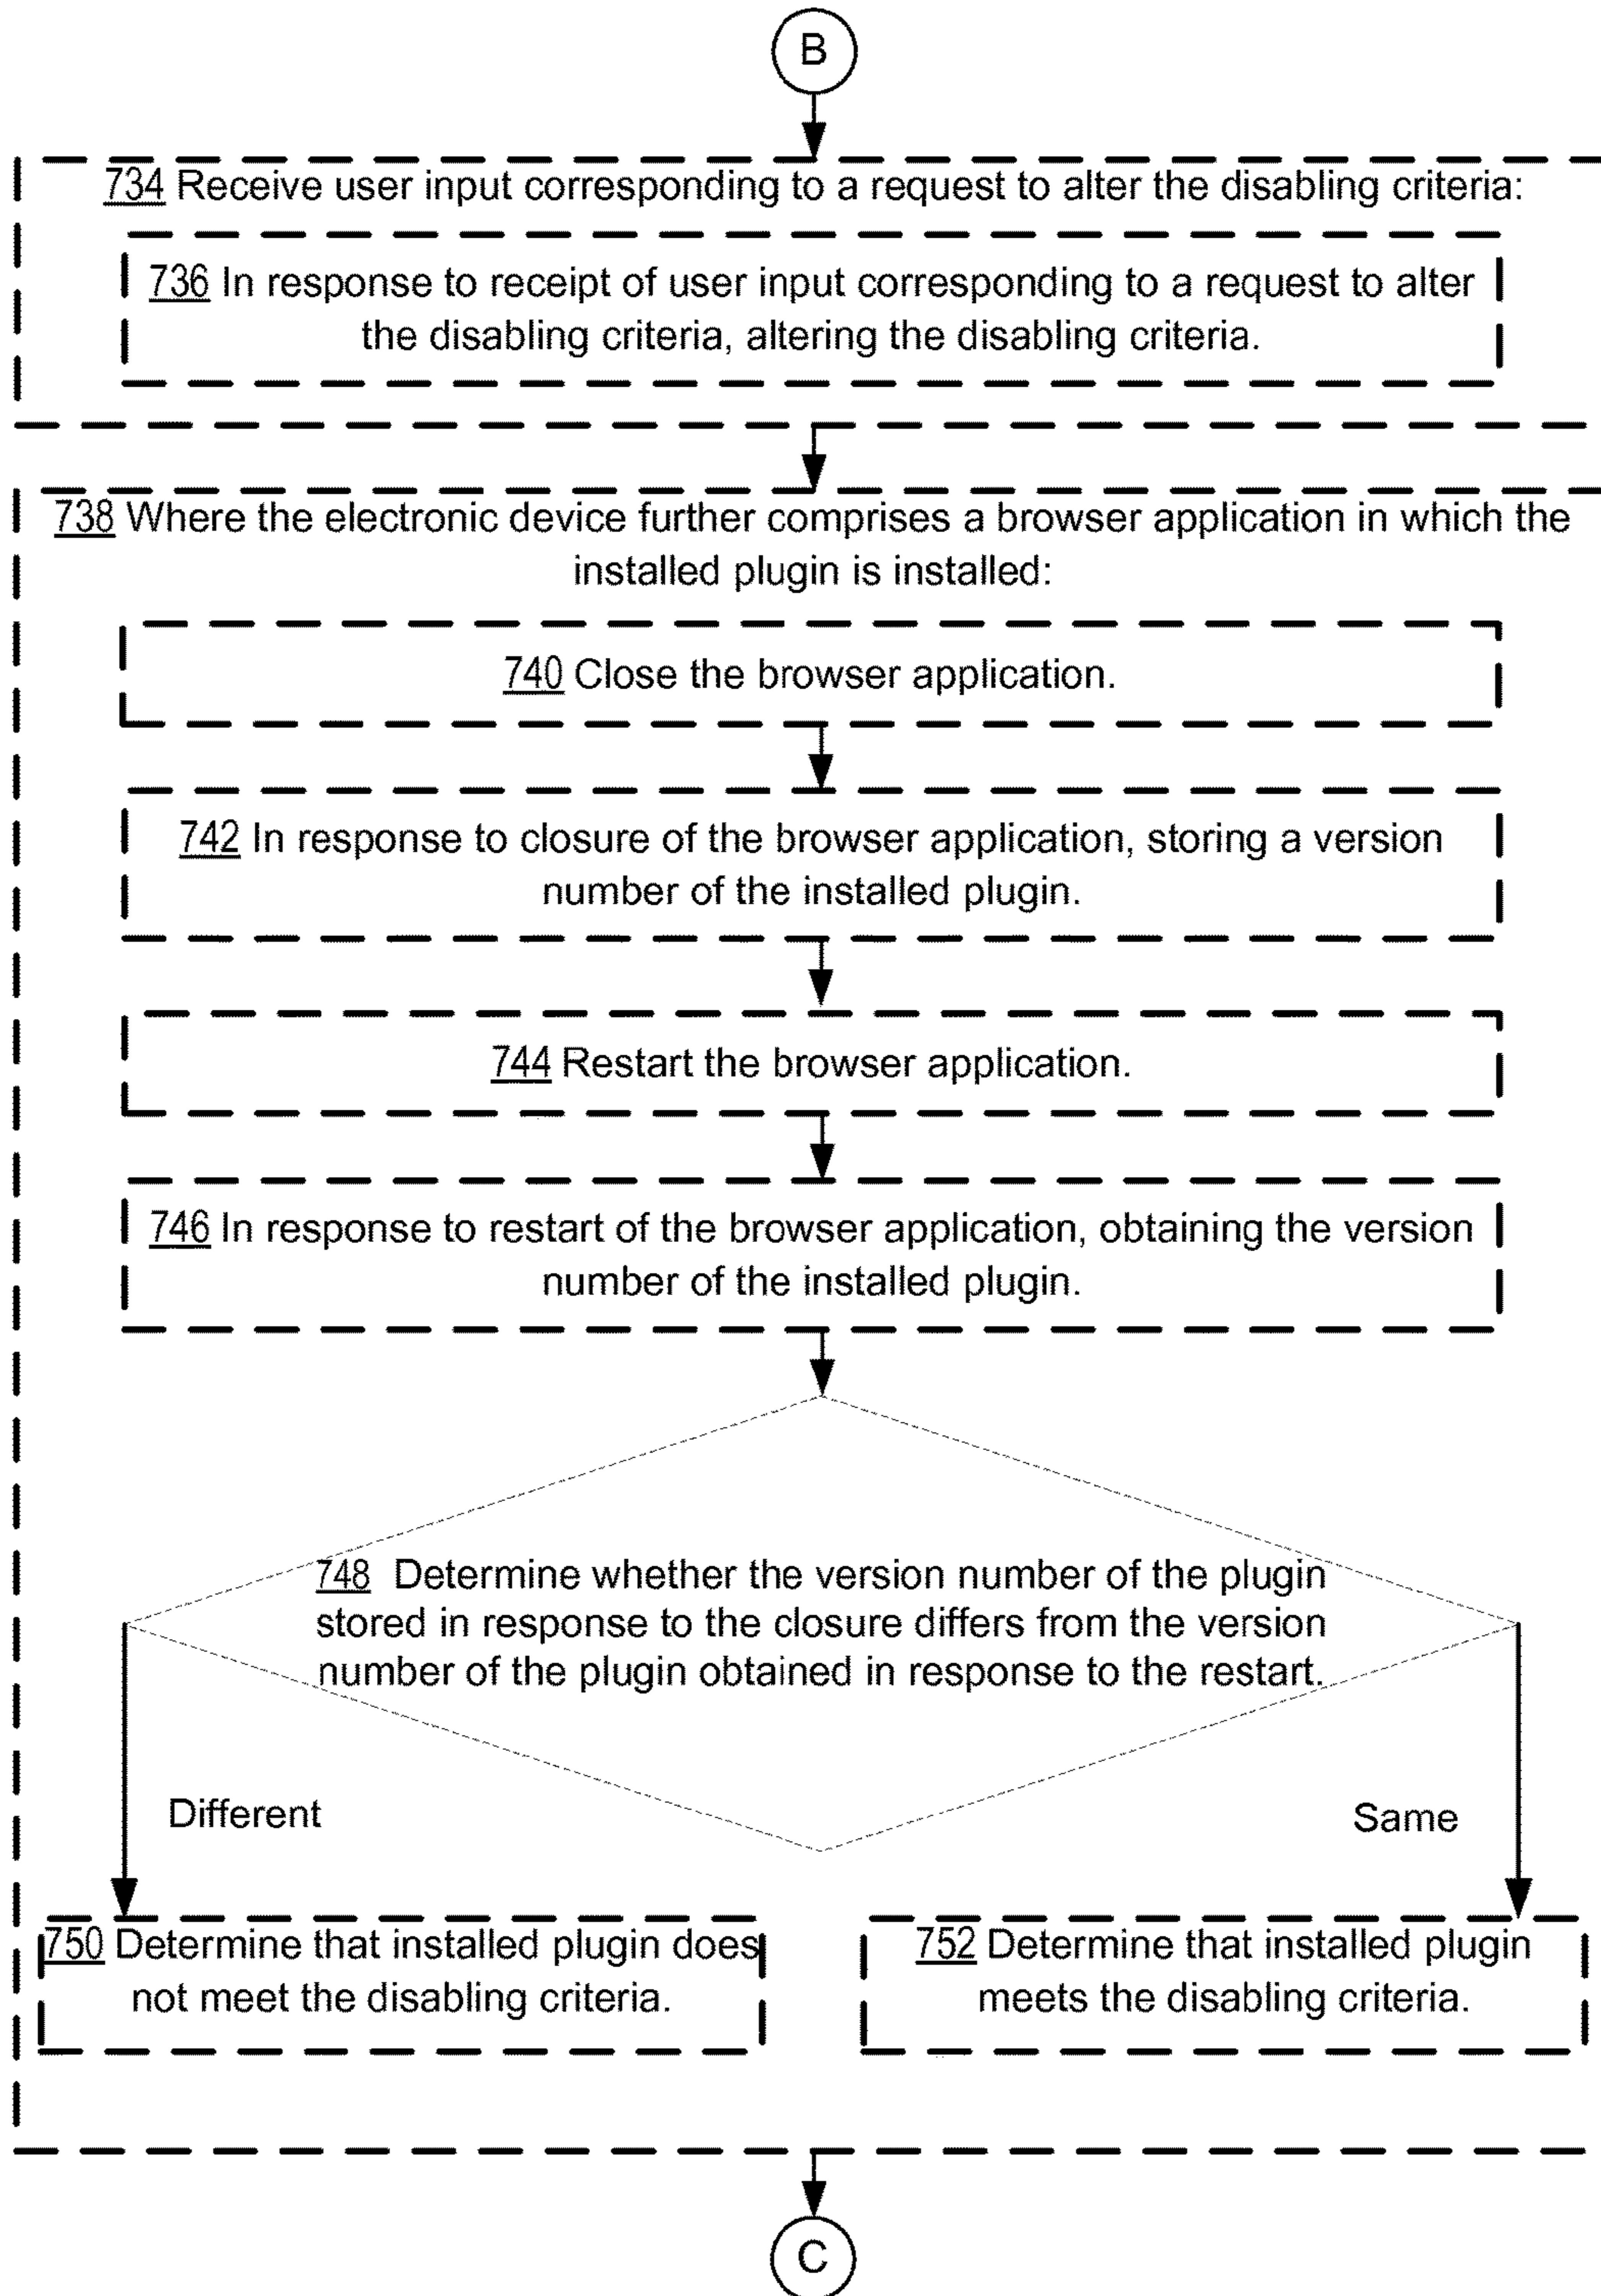 B
734 Receive user input corresponding to a request to alter the disabling criteria:
736 In response to receipt of user input corresponding to a request to alter
the disabling criteria, altering the disabling criteria.
738 Where the electronic device further comprises a browser application in which the
installed plugin is installed:
740 Close the browser application.
742 In response to closure of the browser application, storing a version
number of the installed plugin.
744 Restart the browser application.
746 In response to restart of the browser application, obtaining the version
number of the installed plugin.
748 Determine whether the version number of the plugin
stored in response to the closure differs from the version
number of the plugin obtained in response to the restart.
Different
Same
750 Determine that installed plugin does
not meet the disabling criteria.
752 Determine that installed plugin
meets the disabling criteria.
C